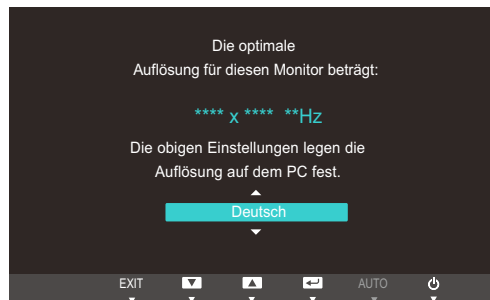 Die optimale
Auflösung für diesen Monitor beträgt:
**** x **** **Hz
Die obigen Einstellungen legen die
Auflösung auf dem PC fest.
Deutsch
EXIT AUTO